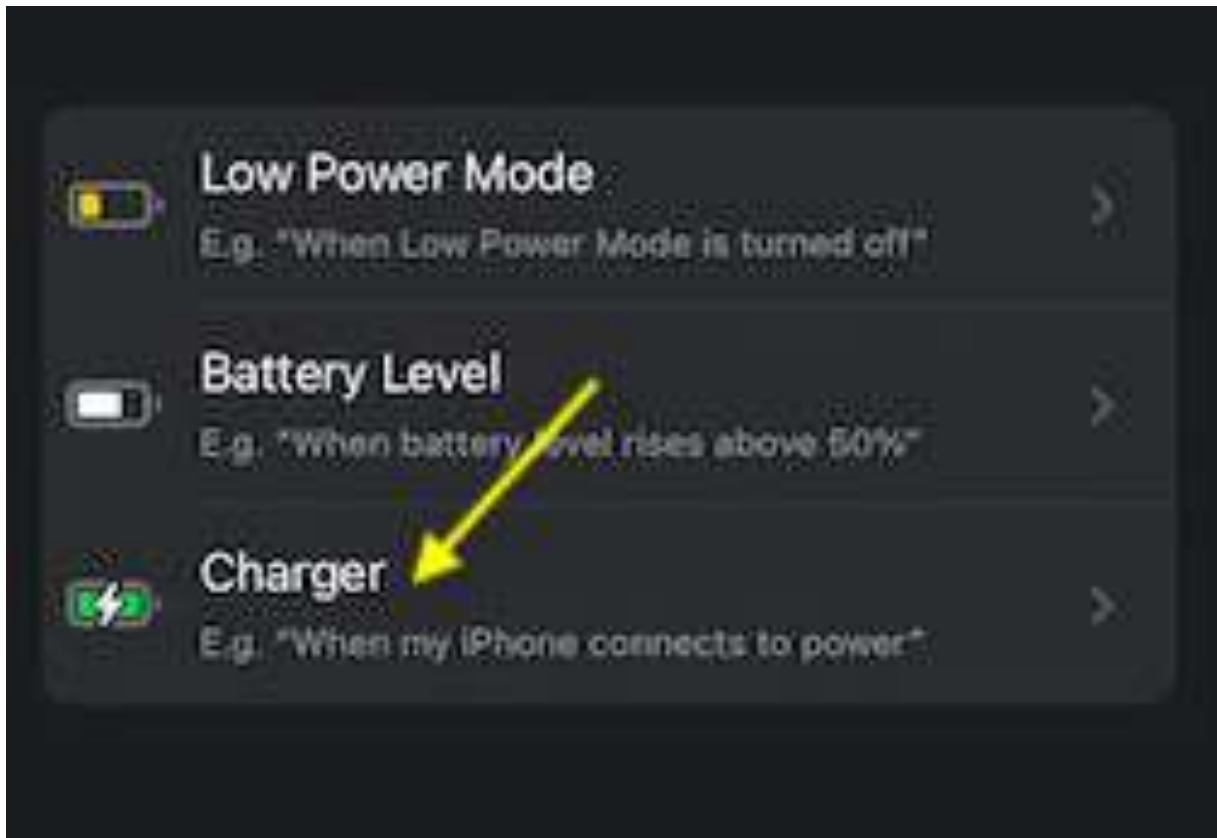 Low Power Mode
E.g. "When Low Power Mode is turned off"
Battery Level
E.g. "When battery level rises above 50%"
Charger
E.g. "When my iPhone connects to power"